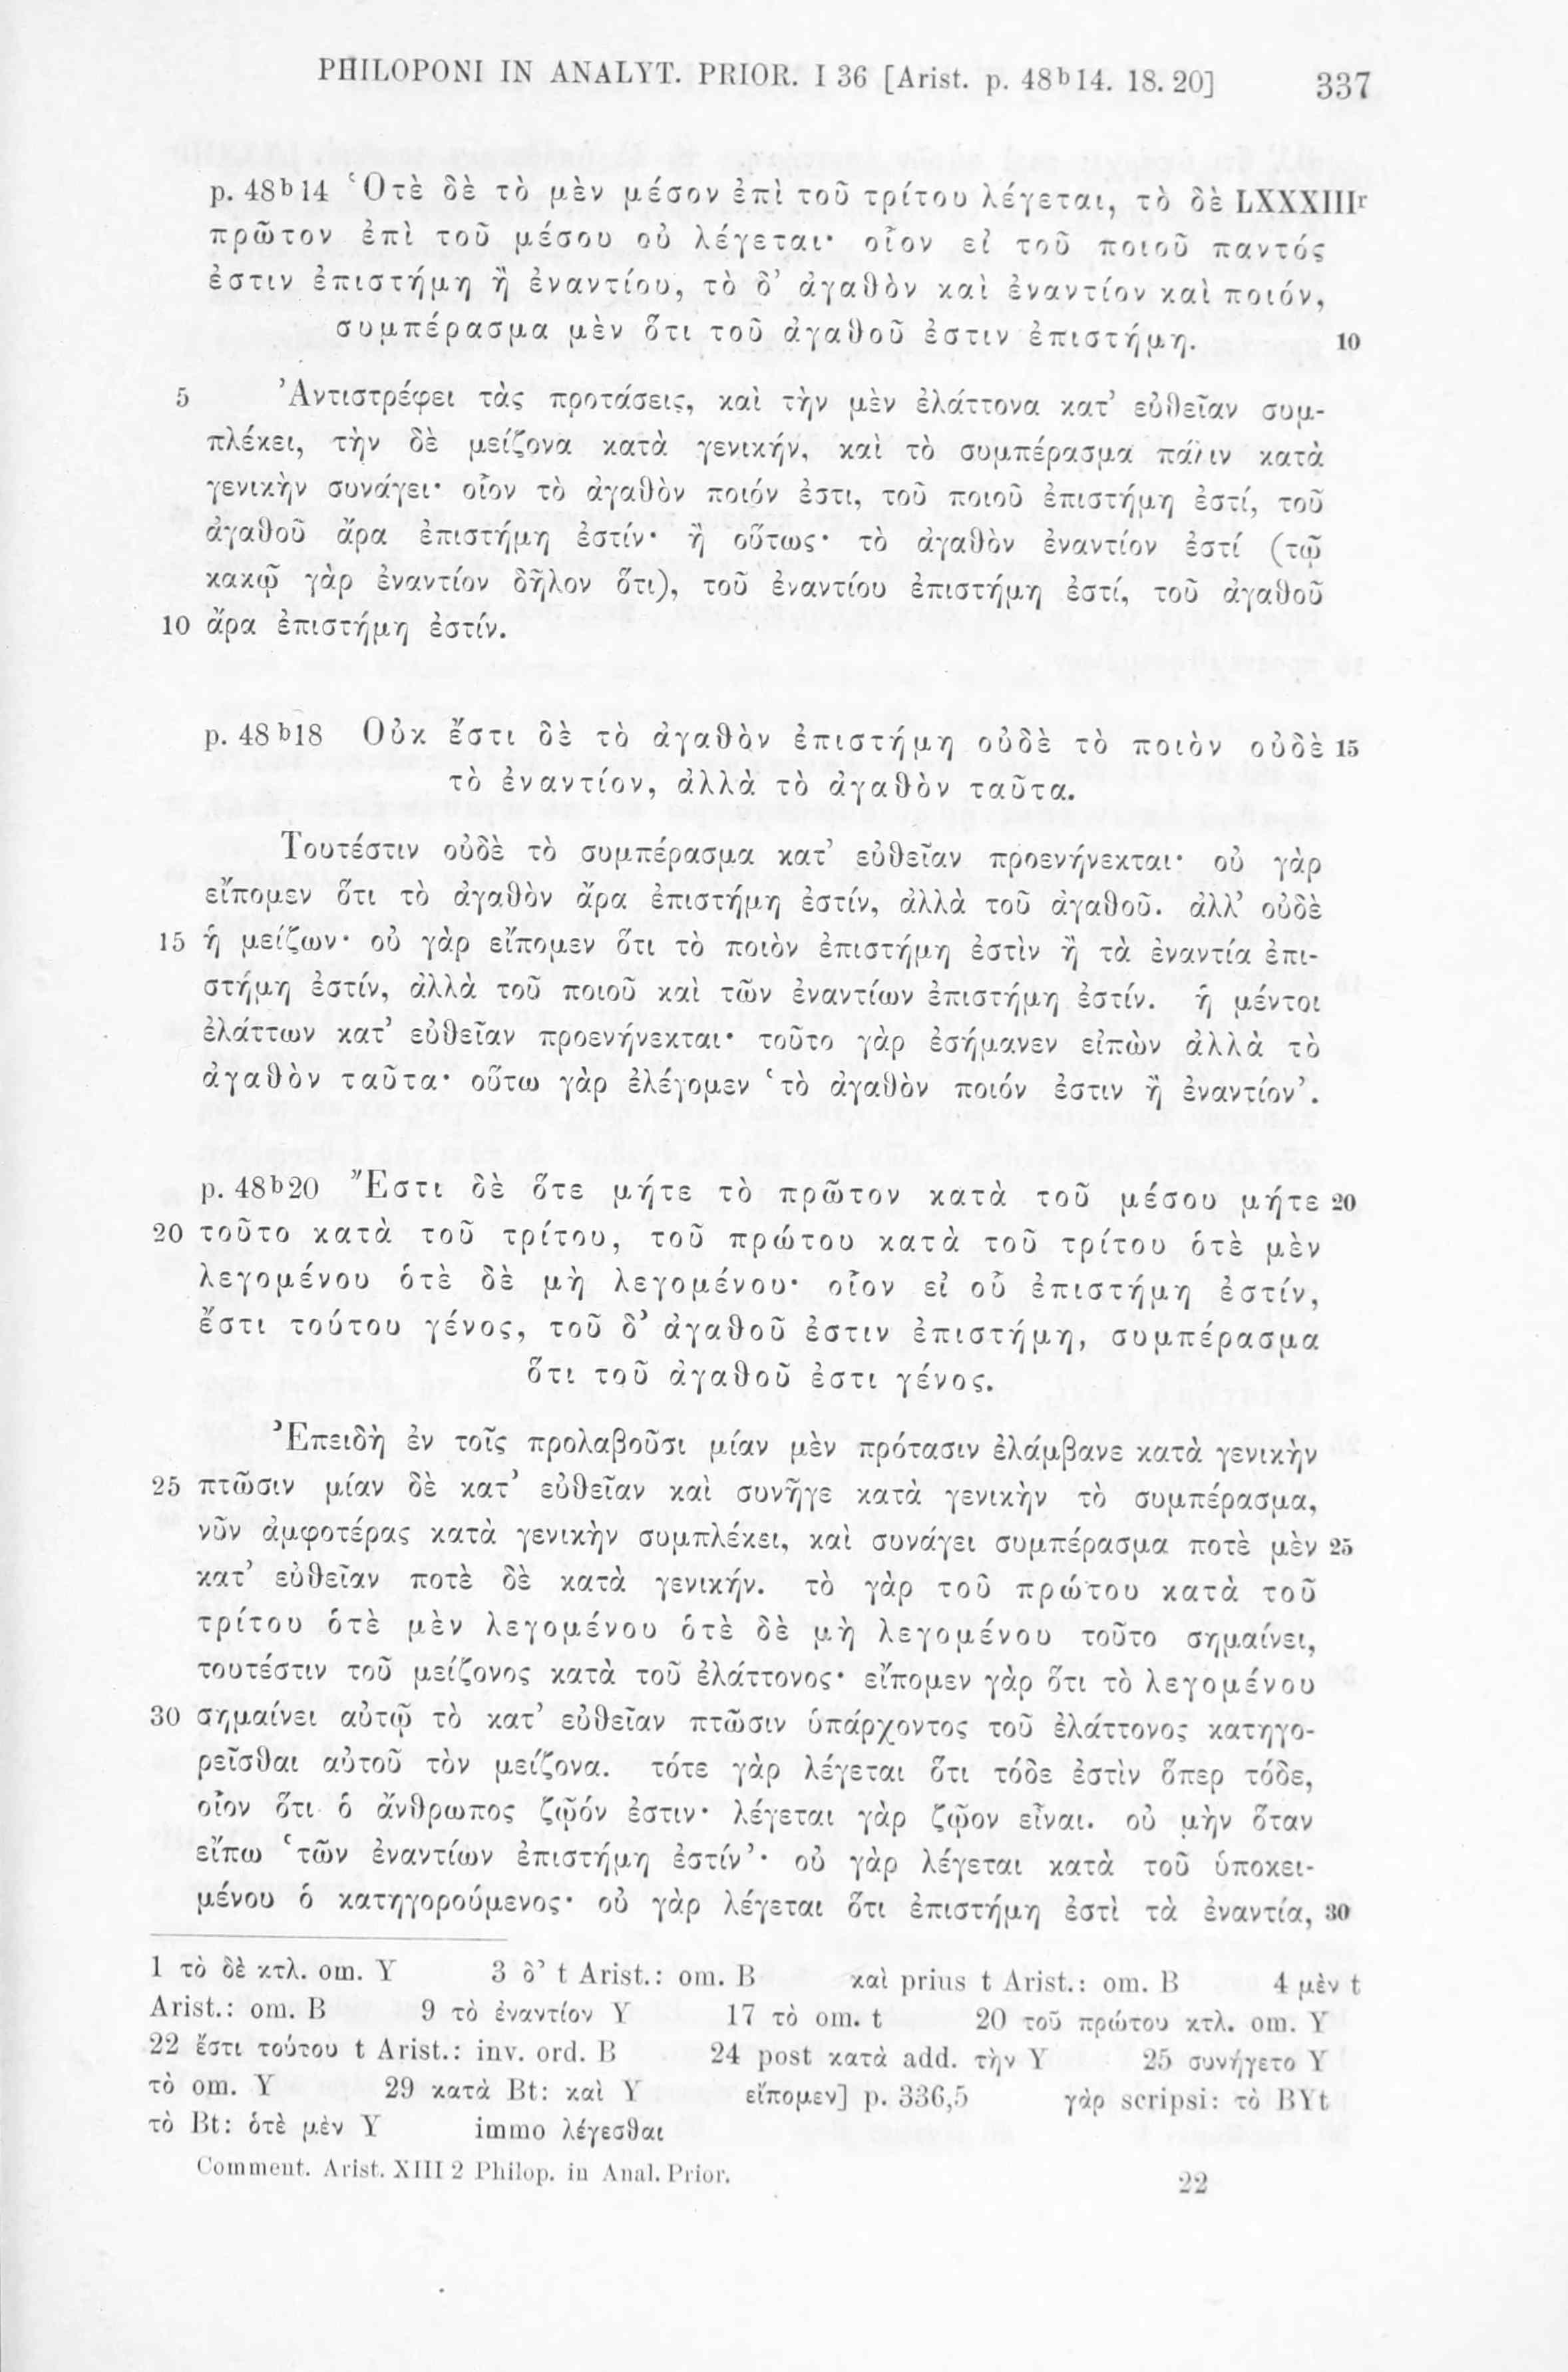 PHILOPONI IN ANALYT. PRIOR. I 36 [Arist. p. 48b14. 18. 20] 337
p. 48b14 Ὁτὲ δὲ τὸ μὲν μέσον ἐπὶ τοῦ τρίτου λέγεται, τὸ δὲ LXXXIIIr
πρῶτον ἐπὶ τοῦ μέσου οὐ λέγεται· οἷον εἰ τοῦ ποιοῦ παντός
ἐστιν ἐπιστήμη ἢ ἐναντίου, τὸ δ’ ἀγαθὸν καὶ ἐναντίον καὶ ποιόν,
συμπέρασμα μὲν ὅτι τοῦ ἀγαθοῦ ἐστιν ἐπιστήμη. 10
5 Ἀντιστρέφει τὰς προτάσεις, καὶ τὴν μὲν ἐλάττονα κατ’ εὐθεῖαν συμ-
πλέκει, τὴν δὲ μείζονα κατὰ γενικήν, καὶ τὸ συμπέρασμα πάλιν κατὰ
γενικὴν συνάγει· οἷον τὸ ἀγαθὸν ποιόν ἐστι, τοῦ ποιοῦ ἐπιστήμη ἐστί, τοῦ
ἀγαθοῦ ἄρα ἐπιστήμη ἐστίν· ἢ οὕτως· τὸ ἀγαθὸν ἐναντίον ἐστί (τῷ
κακῷ γὰρ ἐναντίον δῆλον ὅτι), τοῦ ἐναντίου ἐπιστήμη ἐστί, τοῦ ἀγαθοῦ
10 ἄρα ἐπιστήμη ἐστίν.
p. 48b18 Οὐκ ἔστι δὲ τὸ ἀγαθὸν ἐπιστήμη οὐδὲ τὸ ποιὸν οὐδὲ 15
τὸ ἐναντίον, ἀλλὰ τὸ ἀγαθὸν ταῦτα.
Τουτέστιν οὐδὲ τὸ συμπέρασμα κατ’ εὐθεῖαν προενήνεκται· οὐ γὰρ
εἴπομεν ὅτι τὸ ἀγαθὸν ἄρα ἐπιστήμη ἐστίν, ἀλλὰ τοῦ ἀγαθοῦ. ἀλλ’ οὐδὲ
15 ἡ μείζων· οὐ γὰρ εἴπομεν ὅτι τὸ ποιὸν ἐπιστήμη ἐστὶν ἢ τὰ ἐναντία ἐπι-
στήμη ἐστίν, ἀλλὰ τοῦ ποιοῦ καὶ τῶν ἐναντίων ἐπιστήμη ἐστίν. ἡ μέντοι
ἐλάττων κατ’ εὐθεῖαν προενήνεκται· τοῦτο γὰρ ἐσήμανεν εἰπὼν ἀλλὰ τὸ
ἀγαθὸν ταῦτα· οὕτω γὰρ ἐλέγομεν ‘τὸ ἀγαθὸν ποιόν ἐστιν ἢ ἐναντίον’.
p. 48b20 Ἔστι δὲ ὅτε μήτε τὸ πρῶτον κατὰ τοῦ μέσου μήτε 20
20 τοῦτο κατὰ τοῦ τρίτου, τοῦ πρώτου κατὰ τοῦ τρίτου ὁτὲ μὲν
λεγομένου ὁτὲ δὲ μὴ λεγομένου· οἷον εἰ οὗ ἐπιστήμη ἐστίν,
ἔστι τούτου γένος, τοῦ δ’ ἀγαθοῦ ἐστιν ἐπιστήμη, συμπέρασμα
ὅτι τοῦ ἀγαθοῦ ἐστι γένος.
Ἐπειδὴ ἐν τοῖς προλαβοῦσι μίαν μὲν πρότασιν ἐλάμβανε κατὰ γενικὴν
25 πτῶσιν μίαν δὲ κατ’ εὐθεῖαν καὶ συνῆγε κατὰ γενικὴν τὸ συμπέρασμα,
νῦν ἀμφοτέρας κατὰ γενικὴν συμπλέκει, καὶ συνάγει συμπέρασμα ποτὲ μὲν 25
κατ’ εὐθεῖαν ποτὲ δὲ κατὰ γενικήν. τὸ γὰρ τοῦ πρώτου κατὰ τοῦ
τρίτου ὁτὲ μὲν λεγομένου ὁτὲ δὲ μὴ λεγομένου τοῦτο σημαίνει,
τουτέστιν τοῦ μείζονος κατὰ τοῦ ἐλάττονος· εἴπομεν γὰρ ὅτι τὸ λεγομένου
30 σημαίνει αὐτῷ τὸ κατ’ εὐθεῖαν πτῶσιν ὑπάρχοντος τοῦ ἐλάττονος κατηγο-
ρεῖσθαι αὐτοῦ τὸν μείζονα. τότε γὰρ λέγεται ὅτι τόδε ἐστὶν ὅπερ τόδε,
οἷον ὅτι ὁ ἄνθρωπος ζῷόν ἐστιν· λέγεται γὰρ ζῷον εἶναι. οὐ μὴν ὅταν
εἴπω ‘τῶν ἐναντίων ἐπιστήμη ἐστίν’· οὐ γὰρ λέγεται κατὰ τοῦ ὑποκει-
μένου ὁ κατηγορούμενος· οὐ γὰρ λέγεται ὅτι ἐπιστήμη ἐστὶ τὰ ἐναντία, 30
1 τὸ δὲ κτλ. om. Y 3 δ’ t Arist.: om. B καὶ prius t Arist.: om. B 4 μὲν t
Arist.: om. B 9 τὸ ἐναντίον Y 17 τὸ om. t 20 τοῦ πρώτου κτλ. om. Y
22 ἔστι τούτου t Arist.: inv. ord. B 24 post κατὰ add. τὴν Y 25 συνήγετο Y
τὸ om. Y 29 κατὰ Bt: καὶ Y εἴπομεν] p. 336,5 γὰρ scripsi: τὸ BYt
τὸ Bt: ὁτὲ μὲν Y immo λέγεσθαι
Comment. Arist. XIII 2 Philop. in Anal. Prior. 22